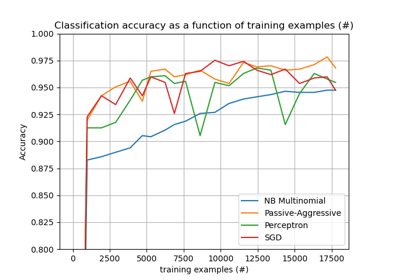 Classification accuracy as a function of training examples (#)
1.000
0.975
0.950
0.925
0.900
0.875
0.850
0.825
0.800
Accuracy
NB Multinomial
Passive-Aggressive
Perceptron
SGD
0 2500 5000 7500 10000 12500 15000 17500
training examples (#)